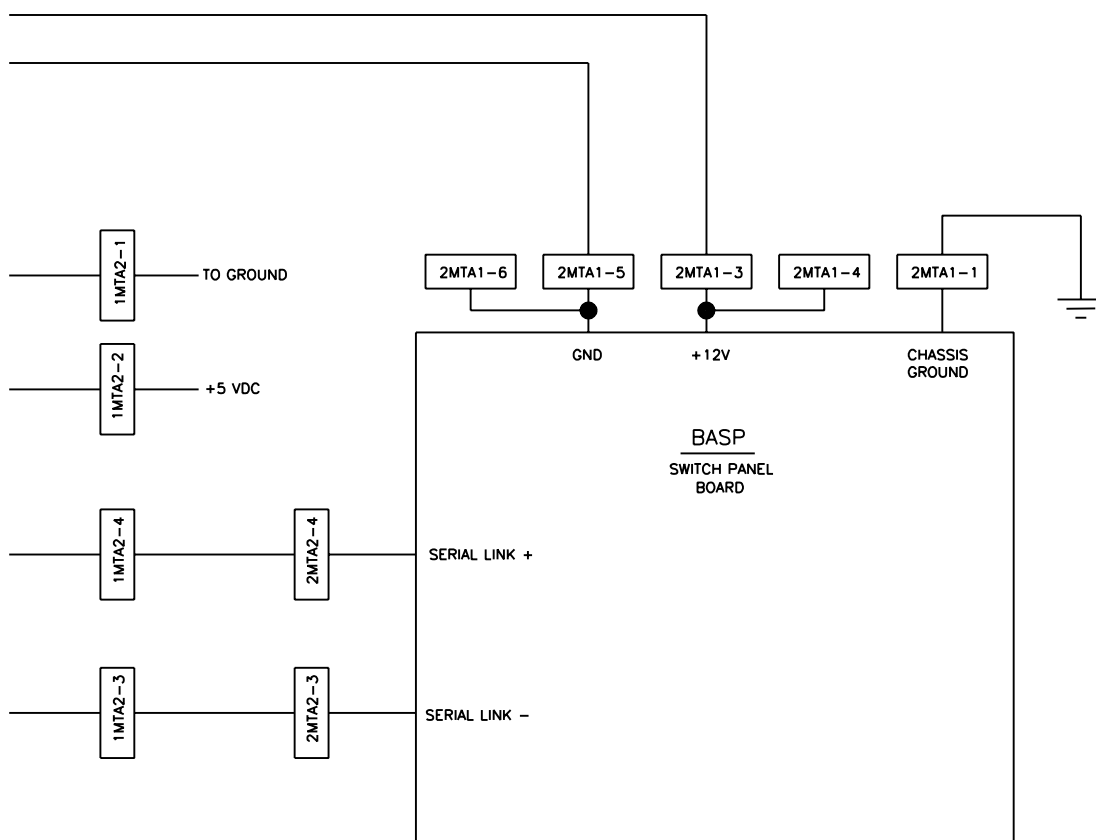 1MTA2-1
TO GROUND
2MTA1-6
2MTA1-5
2MTA1-3
2MTA1-4
2MTA1-1
1MTA2-2
+5 VDC
GND
+12V
CHASSIS
GROUND
BASP
SWITCH PANEL
BOARD
1MTA2-4
2MTA2-4
SERIAL LINK +
1MTA2-3
2MTA2-3
SERIAL LINK -